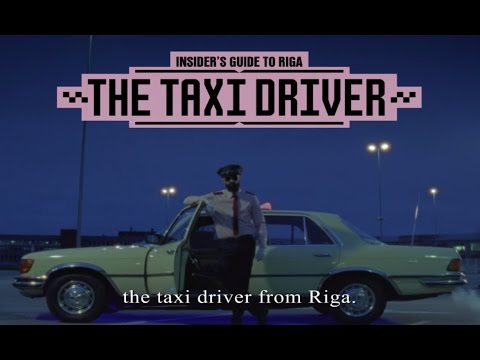 INSIDER'S GUIDE TO RIGA
THE TAXI DRIVER
the taxi driver from Riga.